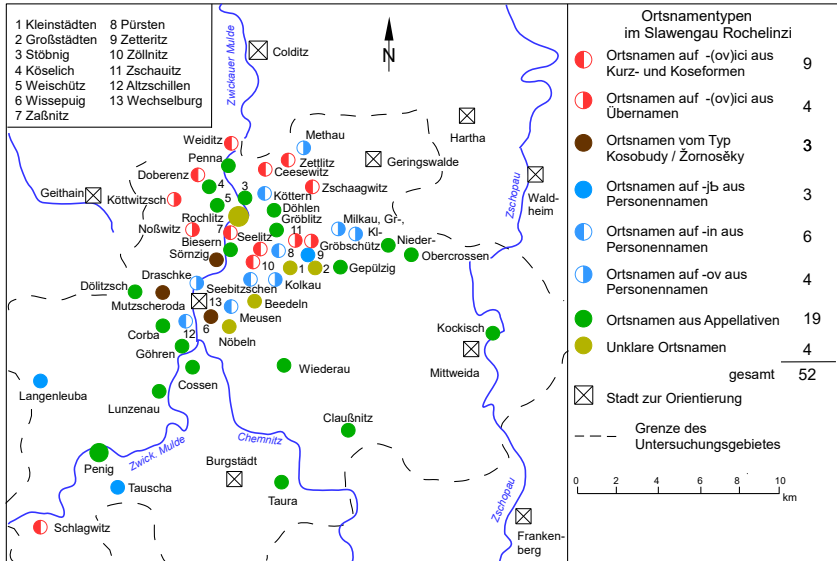 1 Kleinstädten
2 Großstädten
3 Stöbnig
4 Köselich
5 Weischütz
6 Wissepuig
7 Zaßnitz
8 Pürsten
9 Zetteritz
10 Zöllnitz
11 Zschauitz
12 Altzschillen
13 Wechselburg
Zwickauer Mulde
Colditz
N
Hartha
Methau
Weiditz
Zettlitz
Geringswalde
Penna
Ceesewitz
Doberenz
Zschaagwitz
Geithain
Wald-
heim
Zschopau
4
3
Köttern
Köttwitsch
5
Döhlen
Rochlitz
Gröblitz
Milkau, Gr-,
Kl-
Noßwitz
7
Seelitz
11
Biesern
Gröbschütz
Nieder-
Sörnzig
8
9
Obercrossen
10
1
2
Gepülzig
Draschke
Seebitzschen
Kolkau
Dölitzsch
Mutzscheroda
13
Beedeln
Meusen
Corba
12
6
Nöbeln
Kockisch
Göhren
Mittweida
Cossen
Wiederau
Langenleuba
Lunzenau
Claußnitz
Chemnitz
Zwick. Mulde
Penig
Burgstädt
Tauscha
Taura
Zschopau
Schlagwitz
Franken-
berg
Ortsnamentypen
im Slawengau Rochelinzi
Ortsnamen auf -(ov)ici aus
Kurz- und Koseformen
9
Ortsnamen auf -(ov)ici aus
Übernamen
4
Ortsnamen vom Typ
Kosobudy / Žornosěky
3
Ortsnamen auf -jb aus
Personennamen
3
Ortsnamen auf -in aus
Personennamen
6
Ortsnamen auf -ov aus
Personennamen
4
Ortsnamen aus Appellativen
19
Unklare Ortsnamen
4
gesamt
52
Stadt zur Orientierung
Grenze des
Untersuchungsgebietes
0 2 4 6 8 10
km